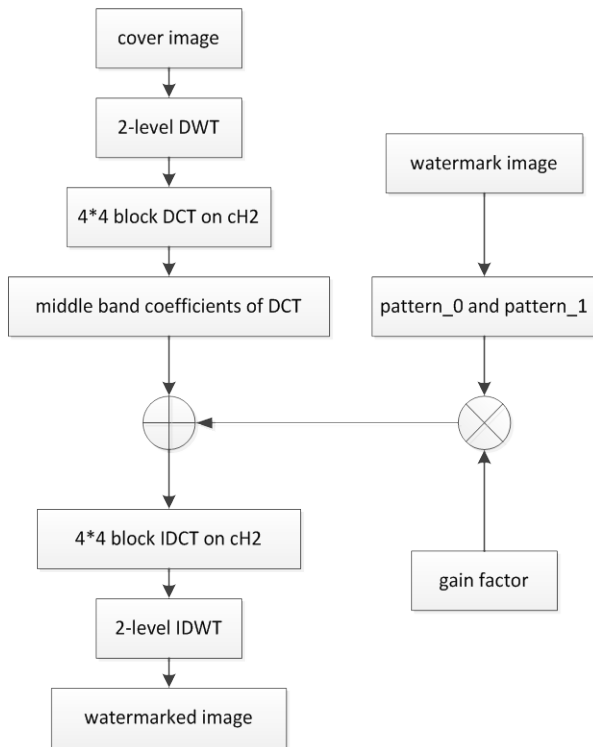 cover image
2-level DWT
watermark image
4*4 block DCT on cH2
middle band coefficients of DCT
pattern_0 and pattern_1
4*4 block IDCT on cH2
gain factor
2-level IDWT
watermarked image